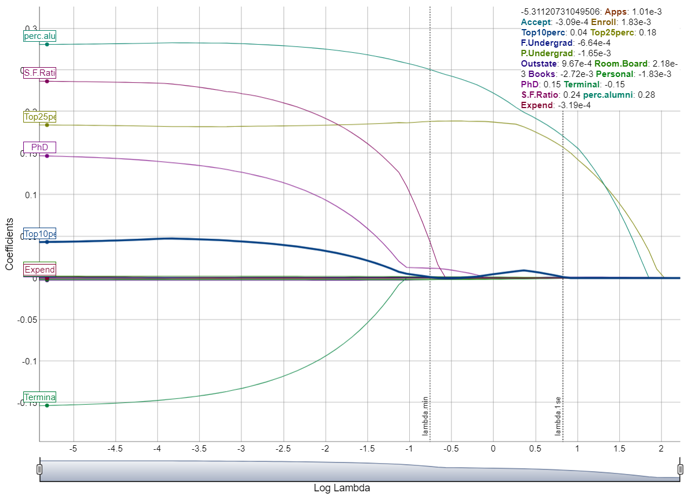 -5.31120731049506: Apps: 1.01e-3
Accept: -3.09e-4 Enroll: 1.83e-3
Top10perc: 0.04 Top25perc: 0.18
F.Undergrad: -6.64e-4
P.Undergrad: -1.65e-3
Outstate: 9.67e-4 Room.Board: 2.18e-
3 Books: -2.72e-3 Personal: -1.83e-3
PhD: 0.15 Terminal: -0.15
S.F.Ratio: 0.24 perc.alumni: 0.28
Expend: -3.19e-4
0.3
perc.alu
S.F.Rati
Top25pe
PhD
0.1
Top10pe
Expend
0
-0.05
-0.1
Termina
Coefficients
lambda.min
lambda.1se
-5 -4.5 -4 -3.5 -3 -2.5 -2 -1.5 -1 -0.5 0 0.5 1 1.5 2
Log Lambda